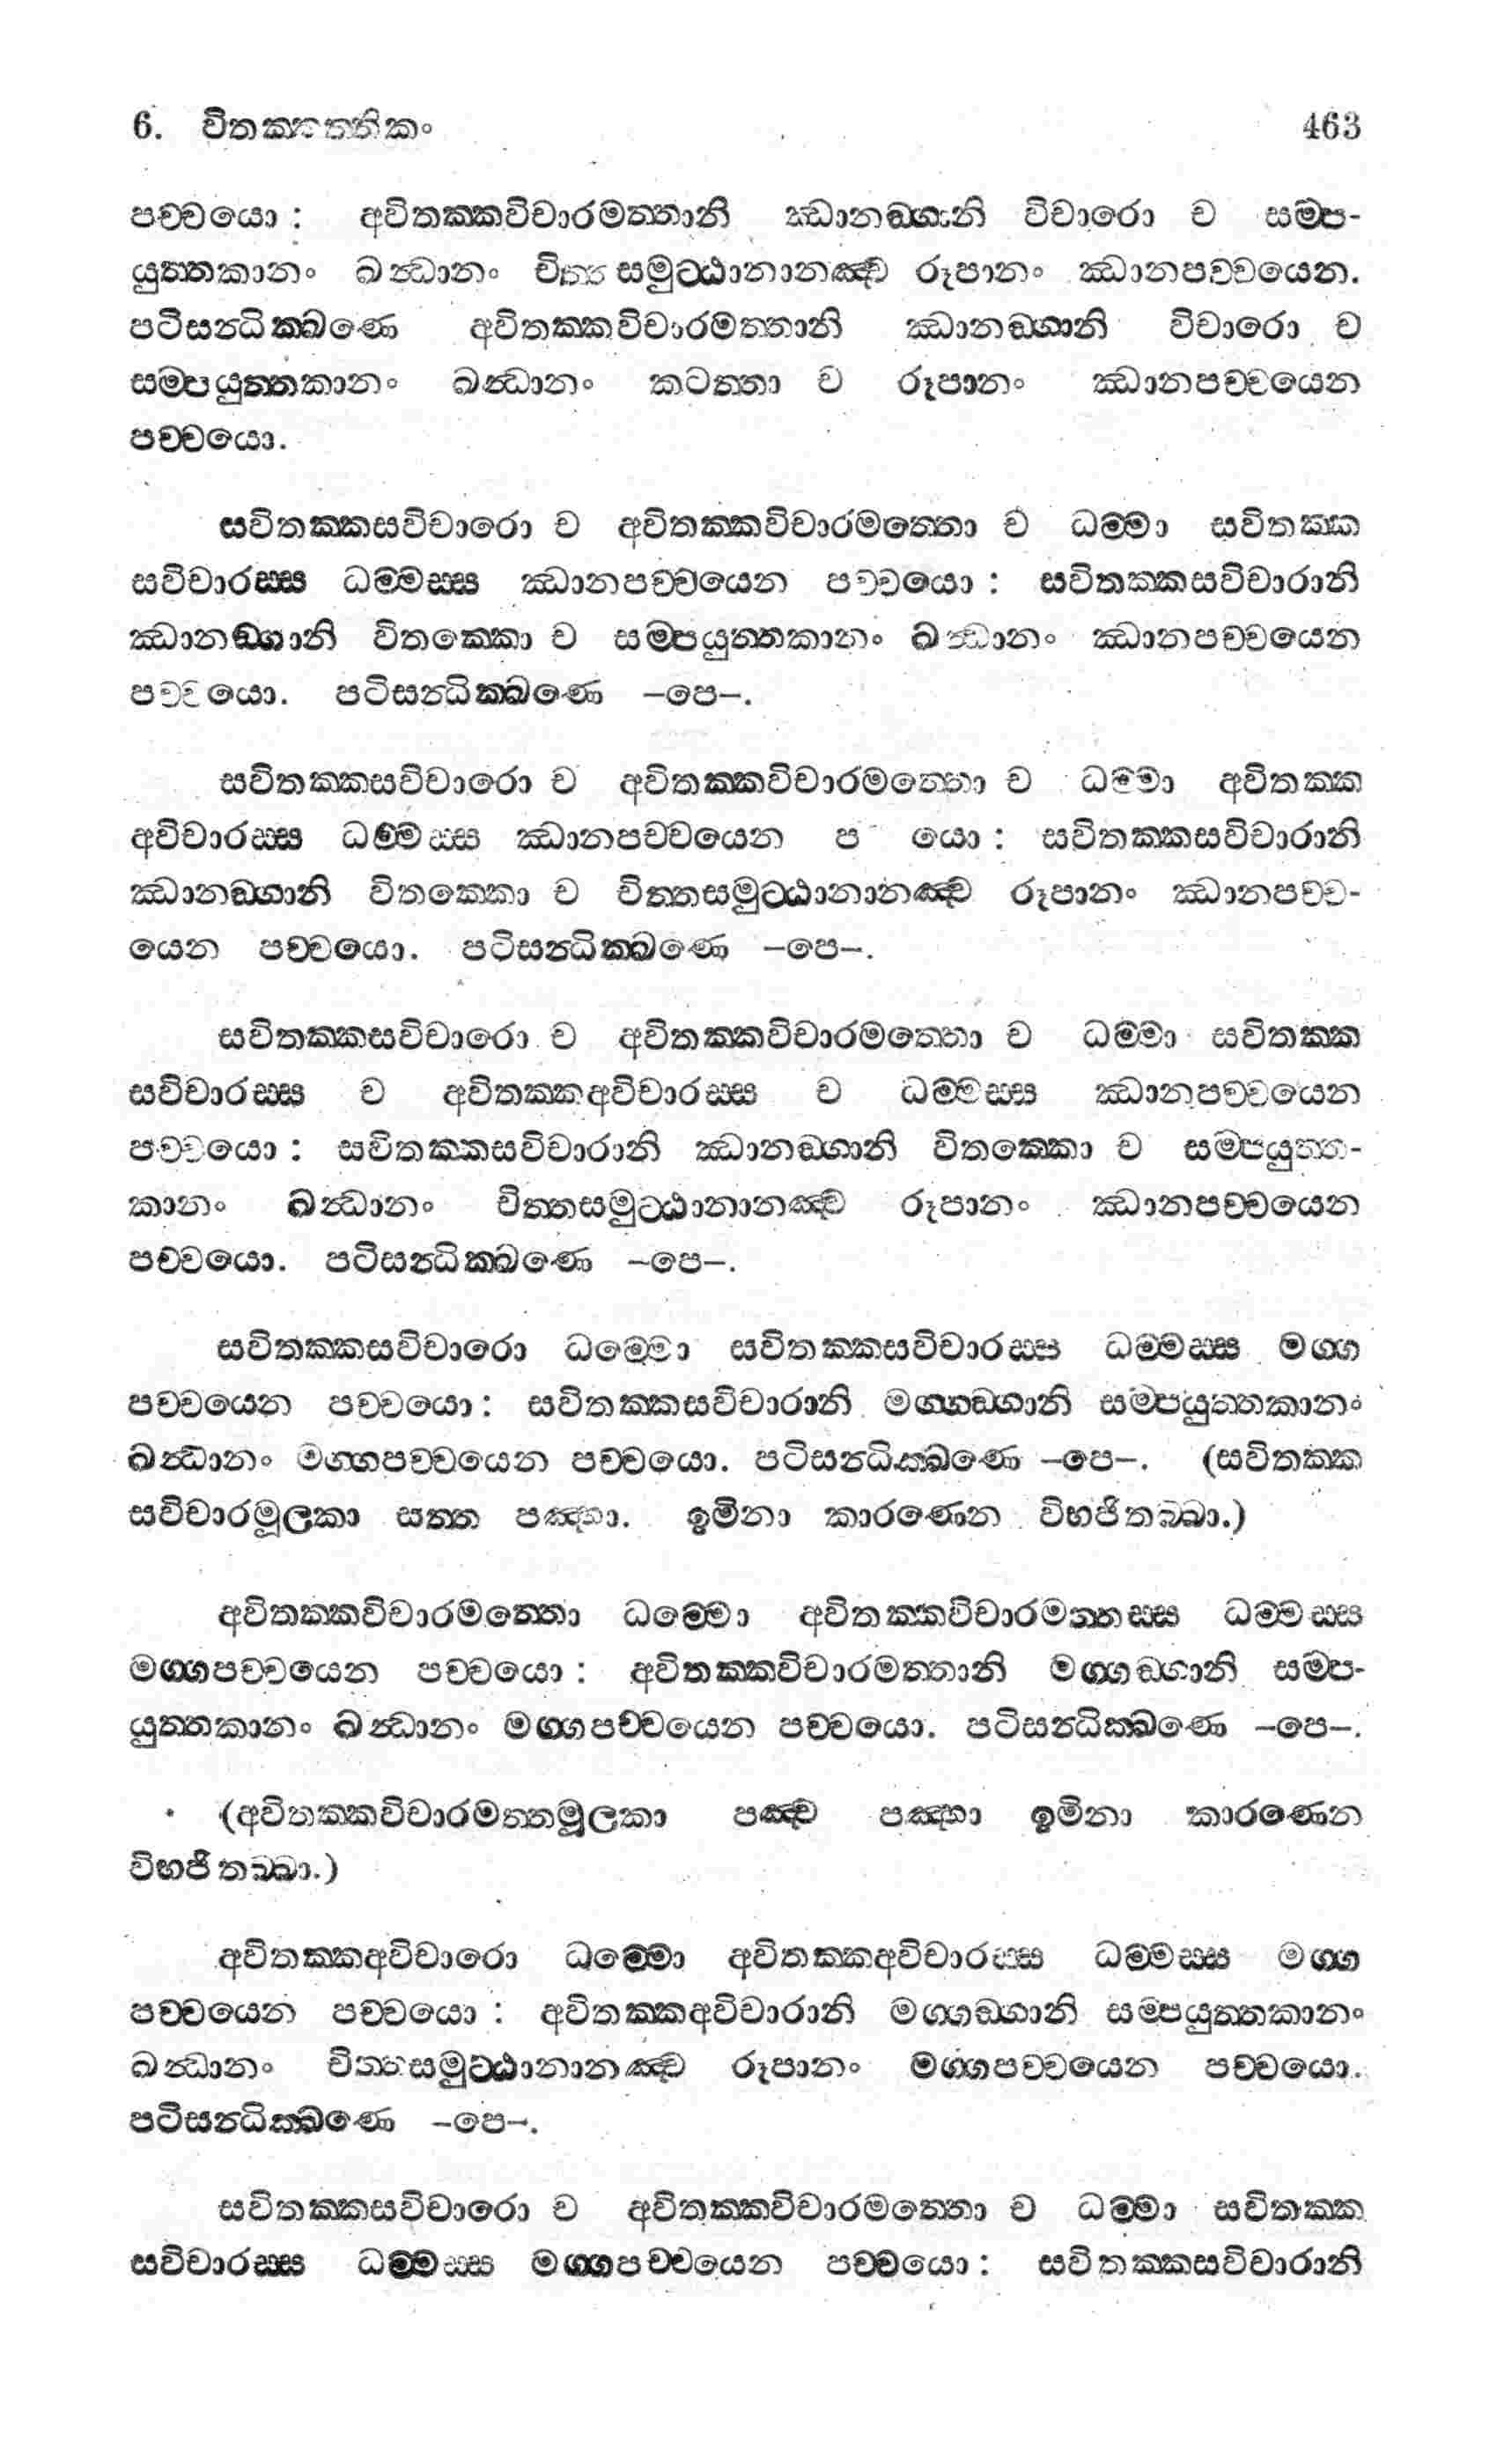 6. විතක්කත්තිකං 463
පච්චයො : අවිතක්කවිචාරමත්තානි ඣානඞ්ගානි විචාරො ච සම්ප-
යුත්තකානං ඛන්ධානං චිත්තසමුට්ඨානානඤ්ච රූපානං ඣානපච්චයෙන.
පටිසන්ධික්ඛණෙ අවිතක්කවිචාරමත්තානි ඣානඞ්ගානි විචාරො ච
සම්පයුත්තකානං ඛන්ධානං කටත්තා ච රූපානං ඣානපච්චයෙන
පච්චයො.
සවිතක්කසවිචාරො ච අවිතක්කවිචාරමත්තො ච ධම්මා සවිතක්ක
සවිචාරස්ස ධම්මස්ස ඣානපච්චයෙන පච්චයො : සවිතක්කසවිචාරානි
ඣානඞ්ගානි විතක්කො ච සම්පයුත්තකානං ඛන්ධානං ඣානපච්චයෙන
පච්චයො. පටිසන්ධික්ඛණෙ –පෙ–.
සවිතක්කසවිචාරො ච අවිතක්කවිචාරමත්තො ච ධම්මා අවිතක්ක
අවිචාරස්ස ධම්මස්ස ඣානපච්චයෙන ප යො : සවිතක්කසවිචාරානි
ඣානඞ්ගානි විතක්කො ච චිත්තසමුට්ඨානානඤ්ච රූපානං ඣානපච්ච-
යෙන පච්චයො. පටිසන්ධික්ඛණෙ –පෙ–.
සවිතක්කසවිචාරො ච අවිතක්කවිචාරමත්තො ච ධම්මා සවිතක්ක
සවිචාරස්ස ච අවිතක්කඅවිචාරස්ස ච ධම්මස්ස ඣානපච්චයෙන
පච්චයො : සවිතක්කසවිචාරානි ඣානඞ්ගානි විතක්කො ච සම්පයුත්ත-
කානං ඛන්ධානං චිත්තසමුට්ඨානානඤ්ච රූපානං ඣානපච්චයෙන
පච්චයො. පටිසන්ධික්ඛණෙ –පෙ–.
සවිතක්කසවිචාරො ධම්මො සවිතක්කසවිචාරස්ස ධම්මස්ස මග්ග
පච්චයෙන පච්චයො : සවිතක්කසවිචාරානි මග්ගඞ්ගානි සම්පයුත්තකානං
ඛන්ධානං මග්ගපච්චයෙන පච්චයො. පටිසන්ධික්ඛණෙ –පෙ–. (සවිතක්ක
සවිචාරමූලකා සත්ත පඤ්හා. ඉමිනා කාරණෙන විභජිතබ්බා.)
අවිතක්කවිචාරමත්තො ධම්මො අවිතක්කවිචාරමත්තස්ස ධම්මස්ස
මග්ගපච්චයෙන පච්චයො : අවිතක්කවිචාරමත්තානි මග්ගඞ්ගානි සම්ප-
යුත්තකානං ඛන්ධානං මග්ගපච්චයෙන පච්චයො. පටිසන්ධික්ඛණෙ –පෙ–.
(අවිතක්කවිචාරමත්තමූලකා පඤ්ච පඤ්හා ඉමිනා කාරණෙන
විභජිතබ්බා.)
අවිතක්කඅවිචාරො ධම්මො අවිතක්කඅවිචාරස්ස ධම්මස්ස මග්ග
පච්චයෙන පච්චයො : අවිතක්කඅවිචාරානි මග්ගඞ්ගානි සම්පයුත්තකානං
ඛන්ධානං චිත්තසමුට්ඨානානඤ්ච රූපානං මග්ගපච්චයෙන පච්චයො.
පටිසන්ධික්ඛණෙ –පෙ–.
සවිතක්කසවිචාරො ච අවිතක්කවිචාරමත්තො ච ධම්මා සවිතක්ක
සවිචාරස්ස ධම්මස්ස මග්ගපච්චයෙන පච්චයො : සවිතක්කසවිචාරානි